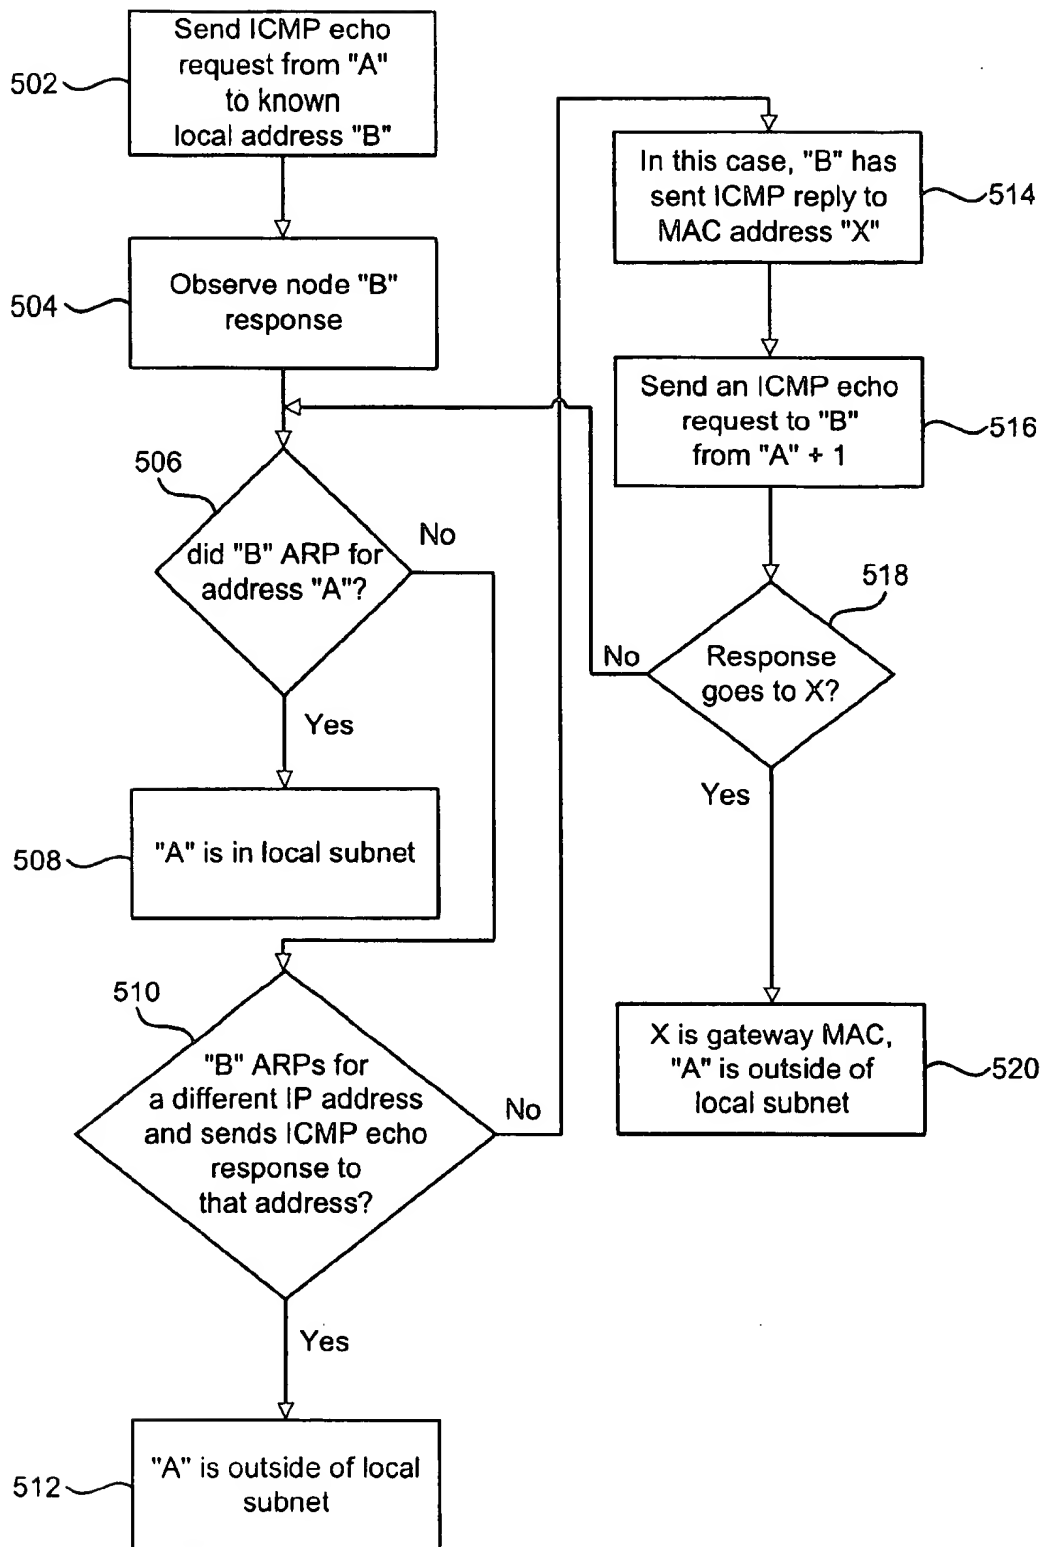 Send ICMP echo
request from "A"
to known
local address "B"
502
Observe node "B"
response
504
506
did "B" ARP for
address "A"?
No
Yes
"A" is in local subnet
508
510
"B" ARPs for
a different IP address
and sends ICMP echo
response to
that address?
No
Yes
"A" is outside of local
subnet
512
In this case, "B" has
sent ICMP reply to
MAC address "X"
514
Send an ICMP echo
request to "B"
from "A" + 1
516
518
Response
goes to X?
No
Yes
X is gateway MAC,
"A" is outside of
local subnet
520